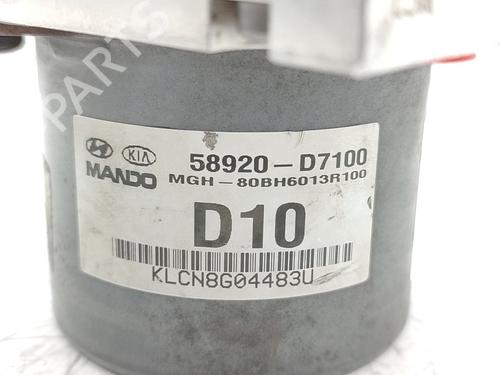 PARTS
KIA
58920-D7100
MANDO
MGH-80BH6013R100
D10
KLCN8G04483U